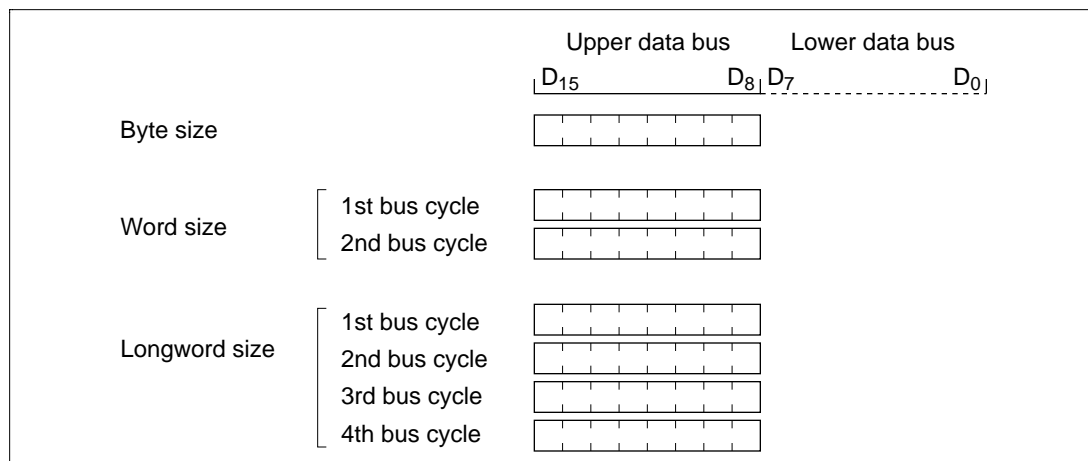 Upper data bus Lower data bus
D15 D8 D7 D0
Byte size
Word size
1st bus cycle
2nd bus cycle
Longword size
1st bus cycle
2nd bus cycle
3rd bus cycle
4th bus cycle